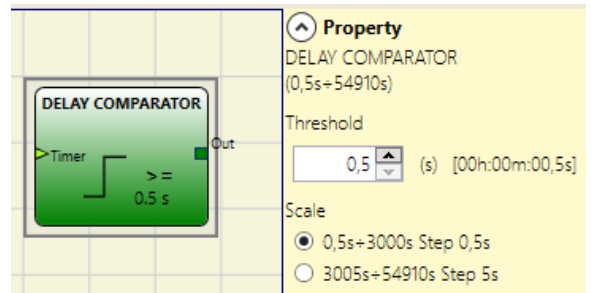 DELAY COMPARATOR
Timer
Out
>=
0.5 s
Property
DELAY COMPARATOR
(0,5s÷54910s)
Threshold
0,5 (s) [00h:00m:00,5s]
Scale
0,5s÷3000s Step 0,5s
3005s÷54910s Step 5s